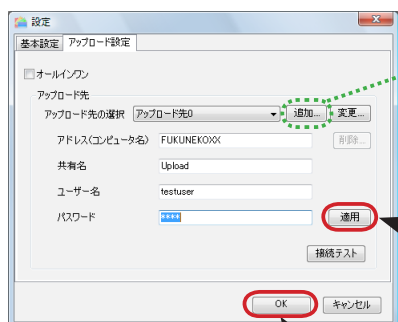 設定
基本設定 アップロード設定
オールインワン
アップロード先
アップロード先の選択 アップロード先0 追加... 変更...
アドレス(コンピュータ名) FUKUNEKOXX 削除...
共有名 Upload
ユーザー名 testuser
パスワード **** 適用
接続テスト
OK キャンセル